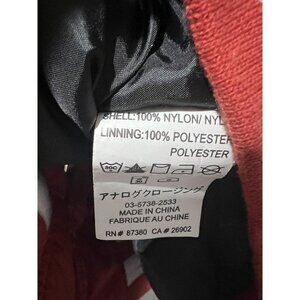 SHELL:100% NYLON/ NYL
LINNING:100% POLYESTE
POLYESTER
アナログクロージング
03-5738-2533
MADE IN CHINA
FABRIQUE AU CHINE
RN# 87380 CA# 26902